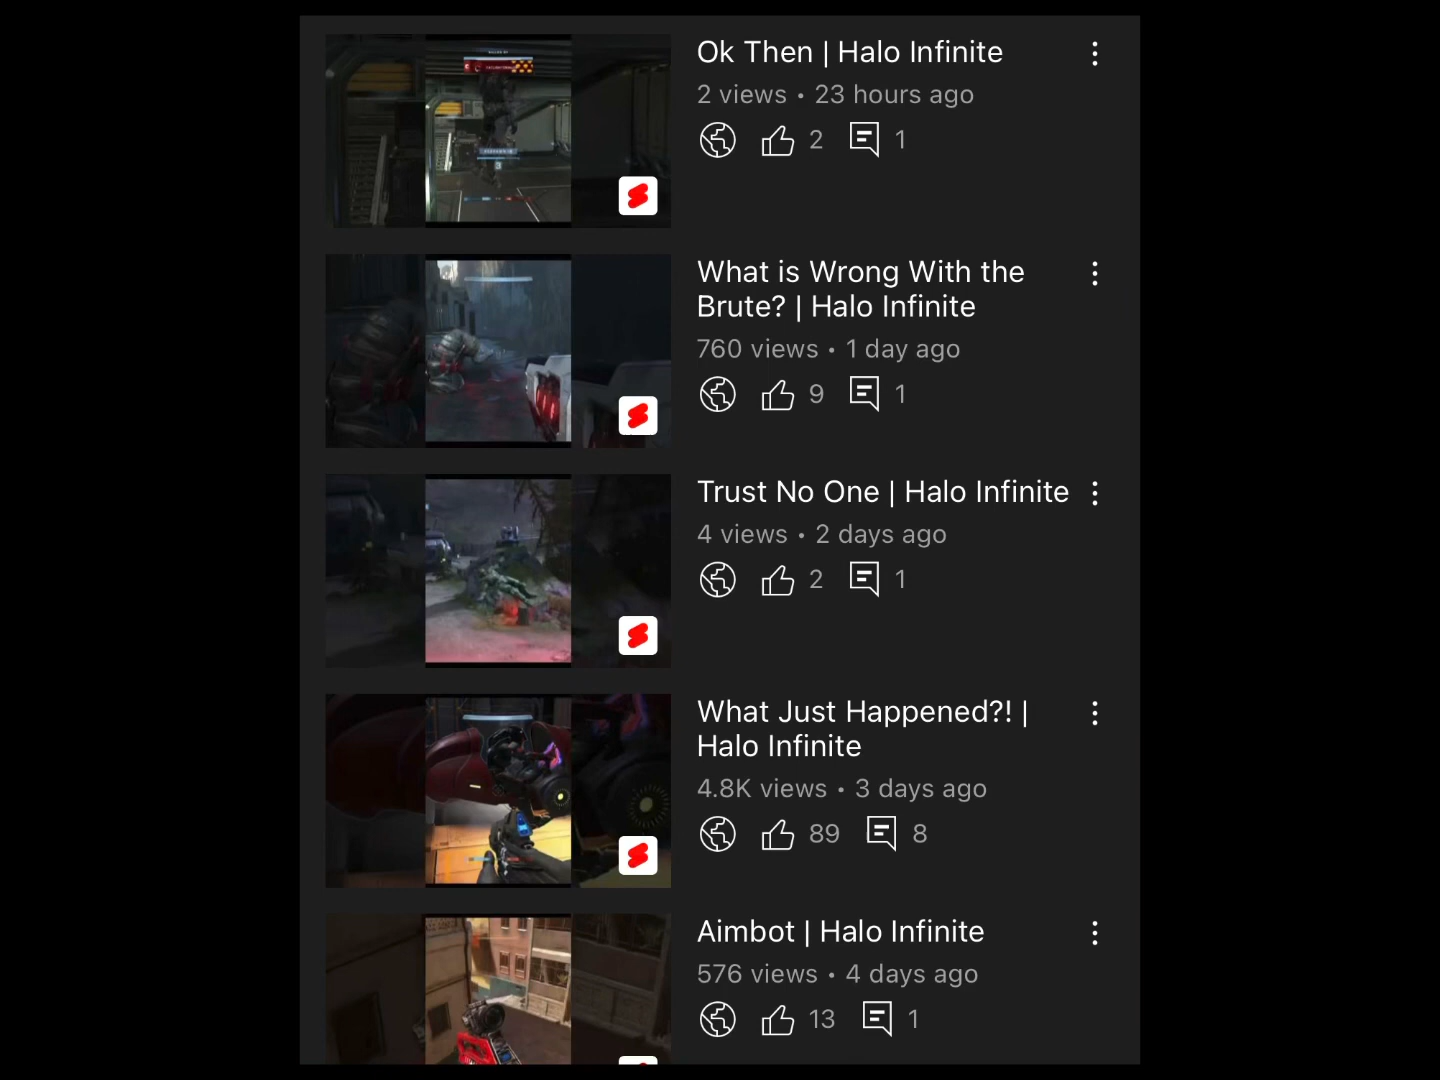 Ok Then | Halo Infinite
2 views • 23 hours ago
2 1
What is Wrong With the
Brute? | Halo Infinite
760 views • 1 day ago
9 1
Trust No One | Halo Infinite
4 views • 2 days ago
2 1
What Just Happened?! |
Halo Infinite
4.8K views • 3 days ago
89 8
Aimbot | Halo Infinite
576 views • 4 days ago
13 1